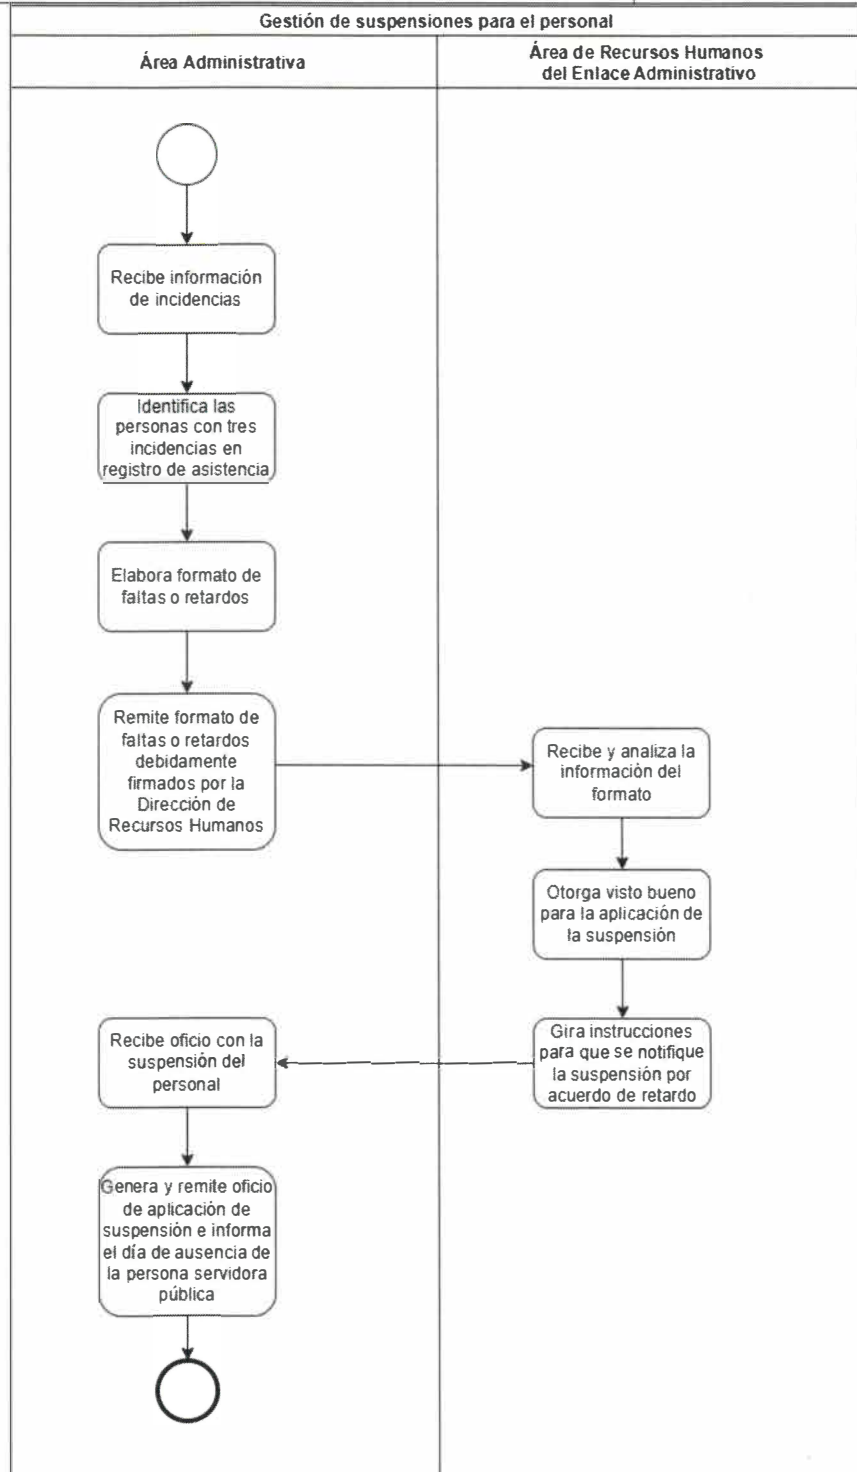 Gestión de suspensiones para el personal
Área Administrativa
Área de Recursos Humanos
del Enlace Administrativo
Recibe información
de incidencias
Identifica las
personas con tres
incidencias en
registro de asistencia
Elabora formato de
faltas o retardos
Remite formato de
faltas o retardos
debidamente
firmados por la
Dirección de
Recursos Humanos
Recibe y analiza la
información del
formato
Otorga visto bueno
para la aplicación de
la suspensión
Gira instrucciones
para que se notifique
la suspensión por
acuerdo de retardo
Recibe oficio con la
suspensión del
personal
Genera y remite oficio
de aplicación de
suspensión e informa
el día de ausencia de
la persona servidora
pública